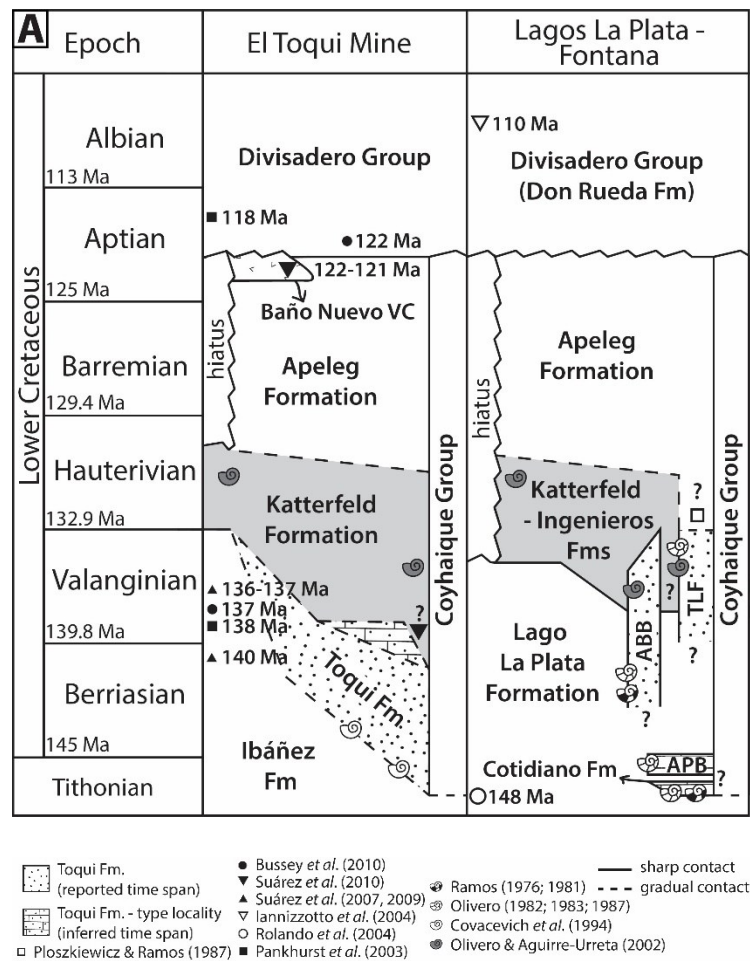 A
Epoch
El Toqui Mine
Lagos La Plata -
Fontana
Lower Cretaceous
Albian
113 Ma
Aptian
125 Ma
Barremian
129.4 Ma
Hauterivian
132.9 Ma
Valanginian
139.8 Ma
Berriasian
145 Ma
Tithonian
Divisadero Group
118 Ma
122 Ma
122-121 Ma
Baño Nuevo VC
hiatus
Apeleg
Formation
Katterfeld
Formation
Coyhaique Group
136-137 Ma
137 Ma
138 Ma
?
140 Ma
Toqui Fm.
Ibáñez
Fm
110 Ma
Divisadero Group
(Don Rueda Fm)
hiatus
Apeleg
Formation
Katterfeld
- Ingenieros
Fms
Coyhaique Group
?
TLF
?
?
ABB
?
Lago
La Plata
Formation
Cotidiano Fm
APB
?
148 Ma
Toqui Fm.
(reported time span)
Toqui Fm. - type locality
(inferred time span)
Ploszkiewicz & Ramos (1987)
Bussey et al. (2010)
Suárez et al. (2010)
Suárez et al. (2007, 2009)
Iannizzotto et al. (2004)
Rolando et al. (2004)
Pankhurst et al. (2003)
Ramos (1976; 1981)
Olivero (1982; 1983; 1987)
Covacevich et al. (1994)
Olivero & Aguirre-Urreta (2002)
sharp contact
gradual contact